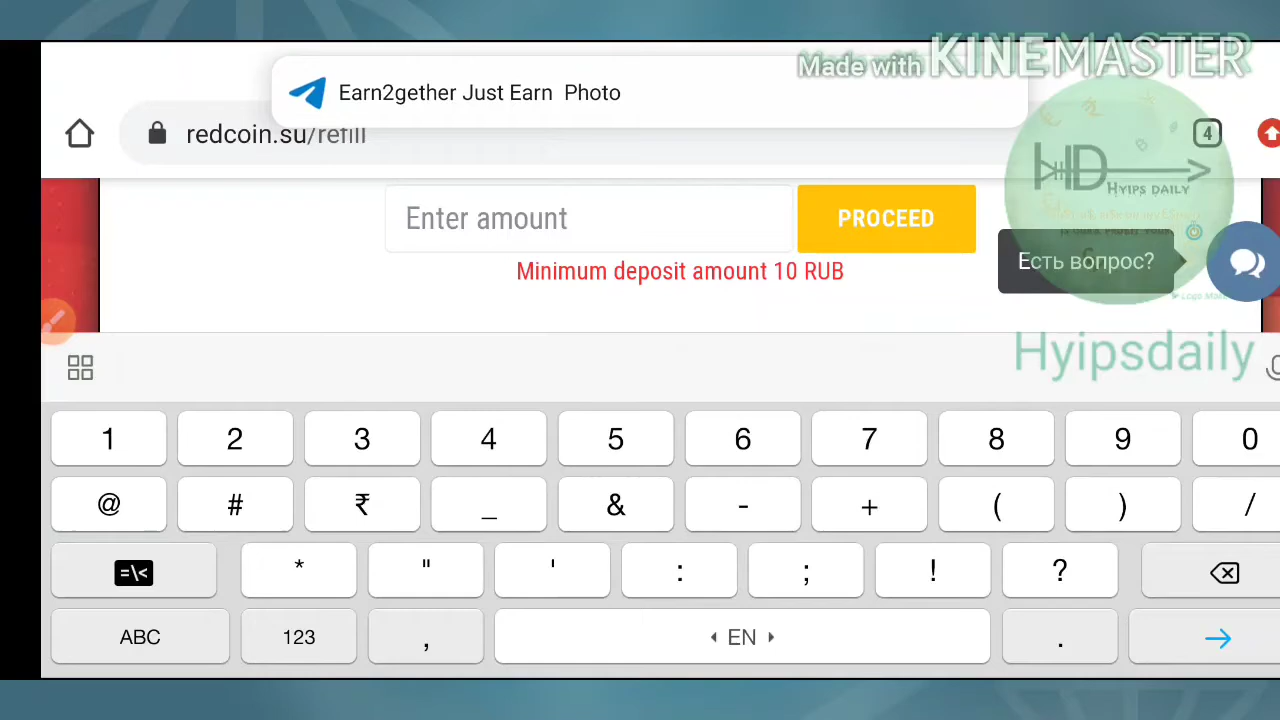 Made with KINEMASTER
Earn2gether Just Earn Photo
redcoin.su/refill
4
HD
HYIPS DAILY
Enter amount
PROCEED
Есть вопрос?
Minimum deposit amount 10 RUB
Hyipsdaily
1 2 3 4 5 6 7 8 9 0
@ # ₹ _ & - + ( ) /
=\< * " ' : ; ! ?
ABC 123 , EN .